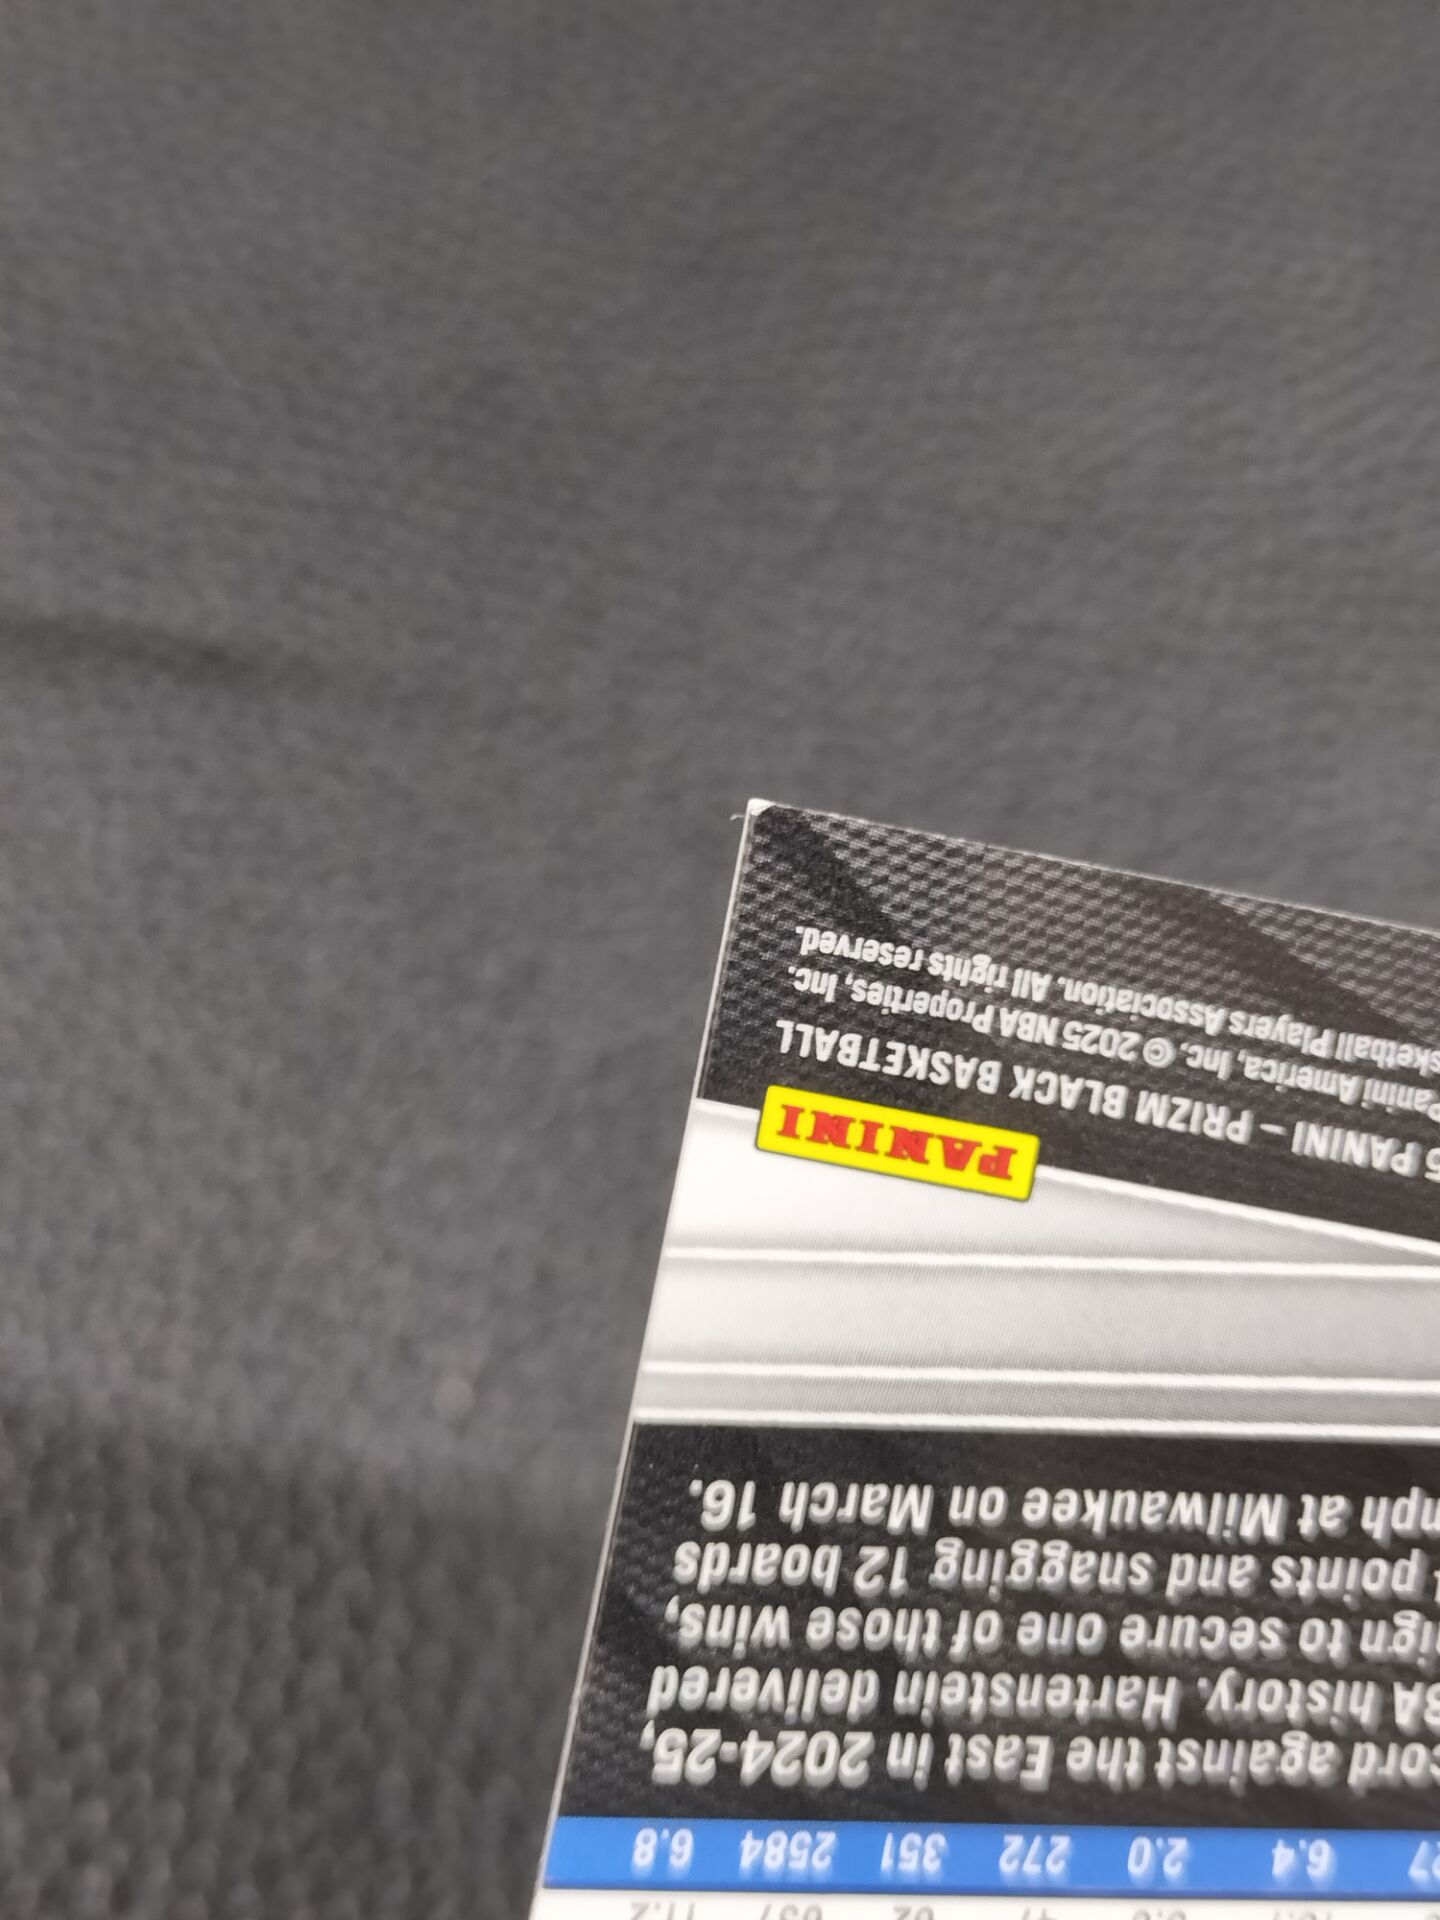 27 6.4 2.0 272 351 2584 6.8
against the East in 2024-25,
history. Hartenstein delivered
to secure one of those wins,
points and snagging 12 boards
at Milwaukee on March 16.
PANINI
PANINI – PRIZM BLACK BASKETBALL
Panini America, Inc. © 2025 NBA Properties, Inc.
Players Association. All rights reserved.